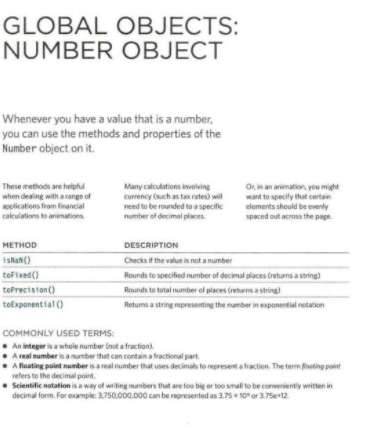 GLOBAL OBJECTS:
NUMBER OBJECT
Whenever you have a value that is a number,
you can use the methods and properties of the
Number object on it.
These methods are helpful
when dealing with a range of
applications from financial
calculations to animations.
Many calculations involving
currency (such as tax rates) will
need to be rounded to a specific
number of decimal places.
Or, in an animation, you might
want to specify that certain
elements should be evenly
spaced out across the page.
METHOD DESCRIPTION
isNaN() Checks if the value is not a number
toFixed() Rounds to specified number of decimal places (returns a string)
toPrecision() Rounds to total number of places (returns a string)
toExponential() Returns a string representing the number in exponential notation
COMMONLY USED TERMS:
● An integer is a whole number (not a fraction).
● A real number is a number that can contain a fractional part.
● A floating point number is a real number that uses decimals to represent a fraction. The term floating point
refers to the decimal point.
● Scientific notation is a way of writing numbers that are too big or too small to be conveniently written in
decimal form. For example: 3,750,000,000 can be represented as 3.75 × 10⁹ or 3.75e+12.